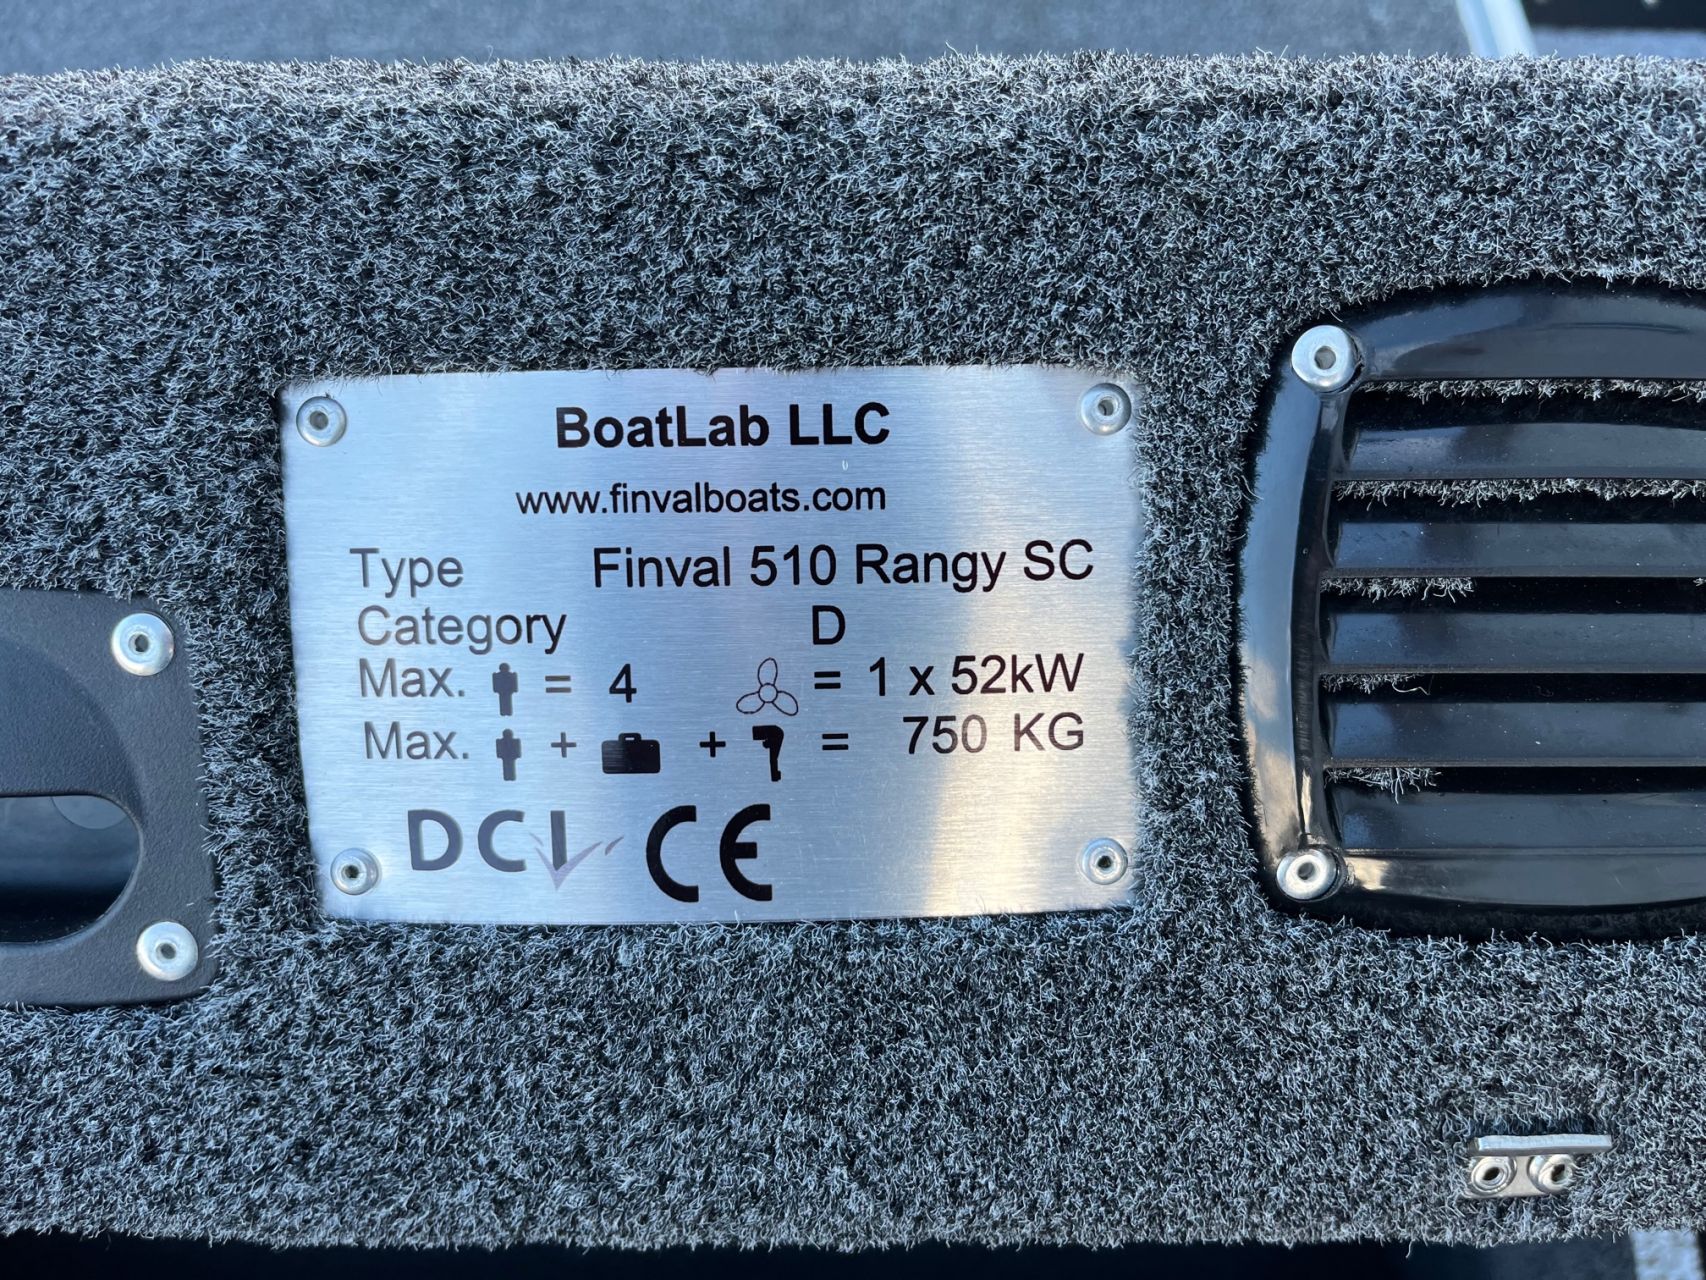 BoatLab LLC
www.finvalboats.com
Type Finval 510 Rangy SC
Category D
Max. = 4 = 1 x 52kW
Max. + + = 750 KG
DCI CE